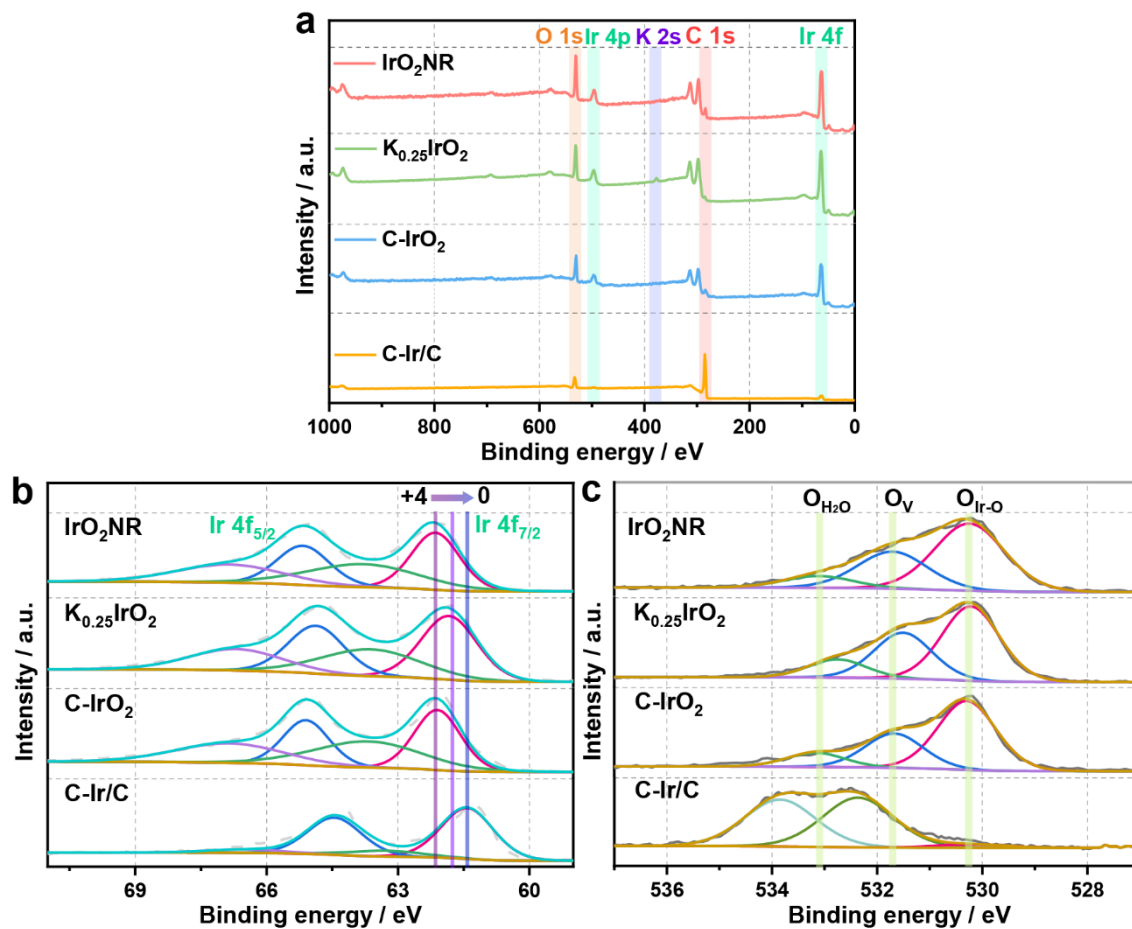 a
O 1s Ir 4p K 2s C 1s Ir 4f
IrO₂NR
K₀.₂₅IrO₂
C-IrO₂
C-Ir/C
Intensity / a.u.
1000 800 600 400 200 0
Binding energy / eV
b
+4 0
Ir 4f₅/₂ Ir 4f₇/₂
IrO₂NR
K₀.₂₅IrO₂
C-IrO₂
C-Ir/C
Intensity / a.u.
69 66 63 60
Binding energy / eV
c
O_H₂O O_V O_Ir-O
IrO₂NR
K₀.₂₅IrO₂
C-IrO₂
C-Ir/C
Intensity / a.u.
536 534 532 530 528
Binding energy / eV